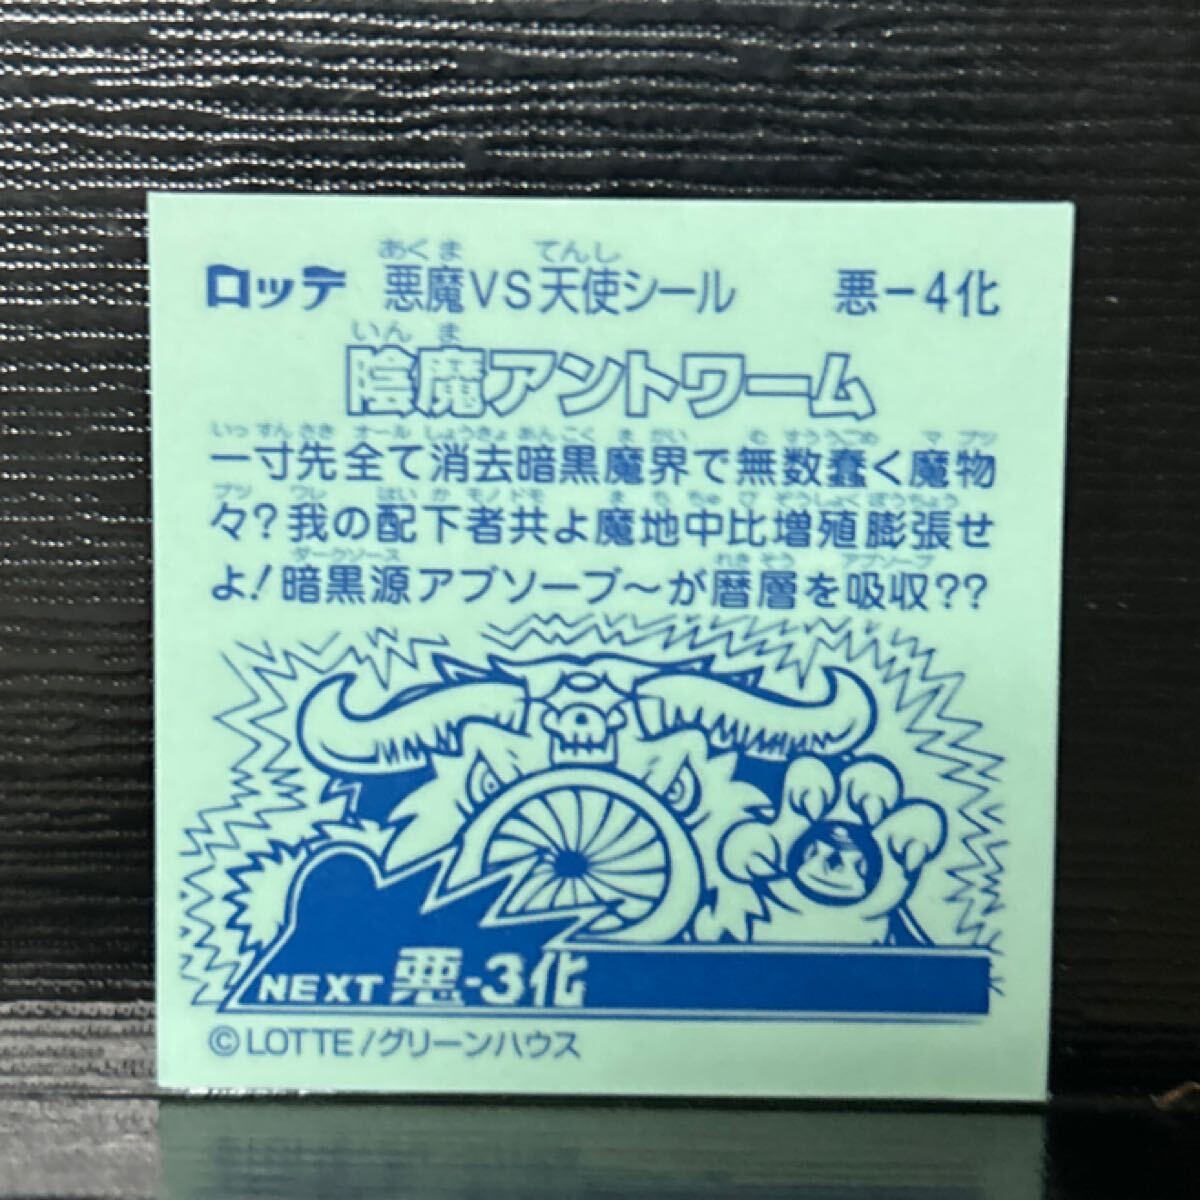 あくま てんし
ロッテ 悪魔VS天使シール 悪-4化
いん ま
陰魔アントワーム
いっ すん さき オール しょうきょ あん こく ま かい む すう うごめ マ ブツ
一寸先全て消去暗黒魔界で無数蠢く魔物
ブツ ワレ はい か モノ ドモ ま ち ちゅ ぴ ぞうしょく ぼうちょう
々?我の配下者共よ魔地中比増殖膨張せ
ダークソース れき そう アブソーブ
よ!暗黒源アブソーブ〜が暦層を吸収??
NEXT 悪-3化
©LOTTE/グリーンハウス